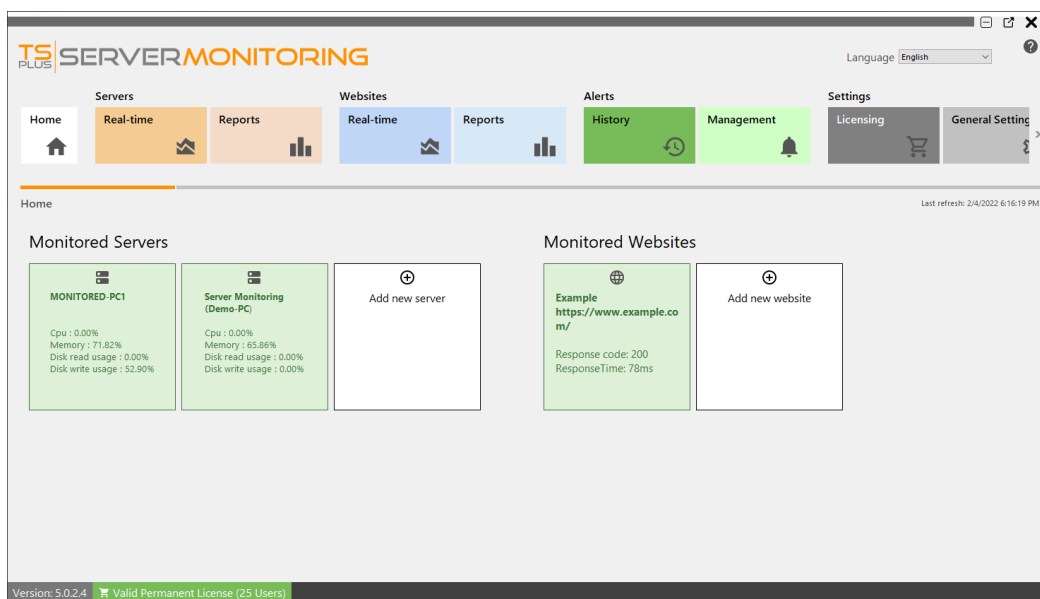 TS PLUS SERVERMONITORING
Language English
Servers Websites Alerts Settings
Home Real-time Reports Real-time Reports History Management Licensing General Setting
Home
Last refresh: 2/4/2022 6:16:19 PM
Monitored Servers
MONITORED-PC1
Cpu : 0.00%
Memory : 71.82%
Disk read usage : 0.00%
Disk write usage : 52.90%
Server Monitoring
(Demo-PC)
Cpu : 0.00%
Memory : 65.86%
Disk read usage : 0.00%
Disk write usage : 0.00%
Add new server
Monitored Websites
Example
https://www.example.co
m/
Response code: 200
ResponseTime: 78ms
Add new website
Version: 5.0.2.4 Valid Permanent License (25 Users)